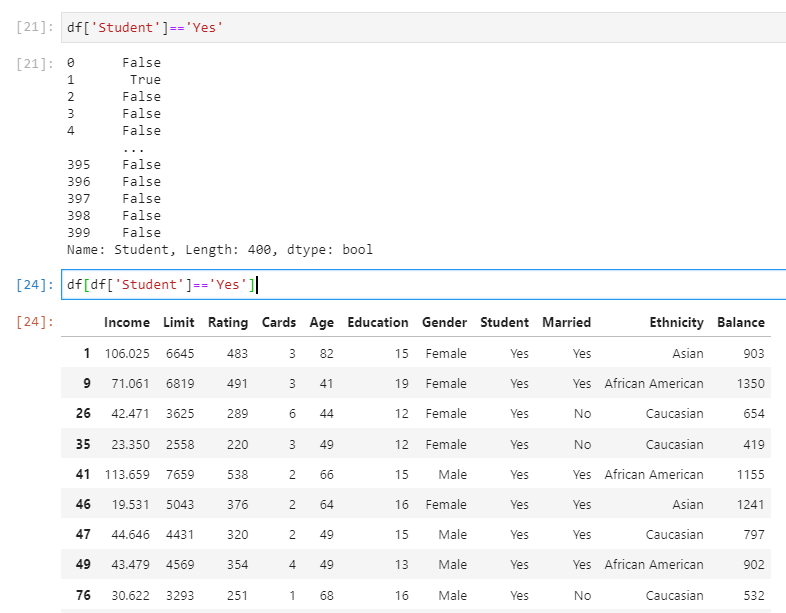 [21]: df['Student']=='Yes'
[21]: 0 False
1 True
2 False
3 False
4 False
...
395 False
396 False
397 False
398 False
399 False
Name: Student, Length: 400, dtype: bool
[24]: df[df['Student']=='Yes']
[24]: Income Limit Rating Cards Age Education Gender Student Married Ethnicity Balance
1 106.025 6645 483 3 82 15 Female Yes Yes Asian 903
9 71.061 6819 491 3 41 19 Female Yes Yes African American 1350
26 42.471 3625 289 6 44 12 Female Yes No Caucasian 654
35 23.350 2558 220 3 49 12 Female Yes No Caucasian 419
41 113.659 7659 538 2 66 15 Male Yes Yes African American 1155
46 19.531 5043 376 2 64 16 Female Yes Yes Asian 1241
47 44.646 4431 320 2 49 15 Male Yes Yes Caucasian 797
49 43.479 4569 354 4 49 13 Male Yes Yes African American 902
76 30.622 3293 251 1 68 16 Male Yes No Caucasian 532